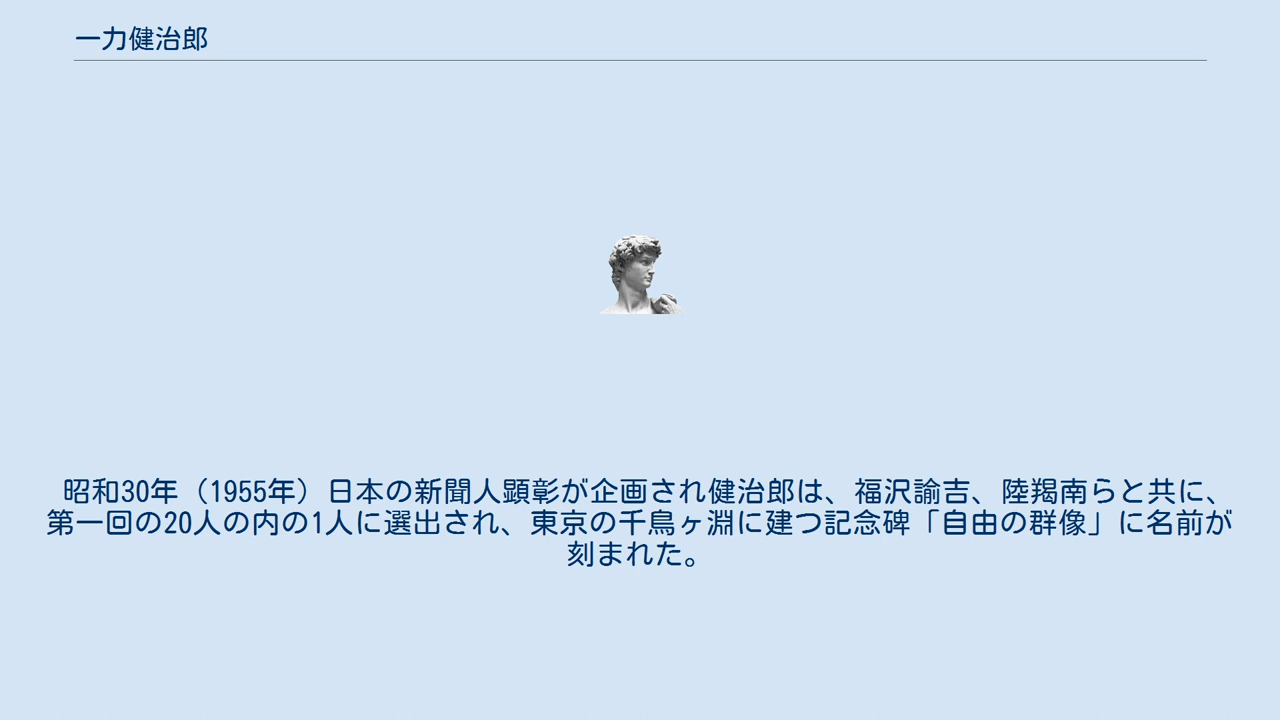 一力健治郎
昭和30年（1955年）日本の新聞人顕彰が企画され健治郎は、福沢諭吉、陸羯南らと共に、
第一回の20人の内の1人に選出され、東京の千鳥ヶ淵に建つ記念碑「自由の群像」に名前が
刻まれた。